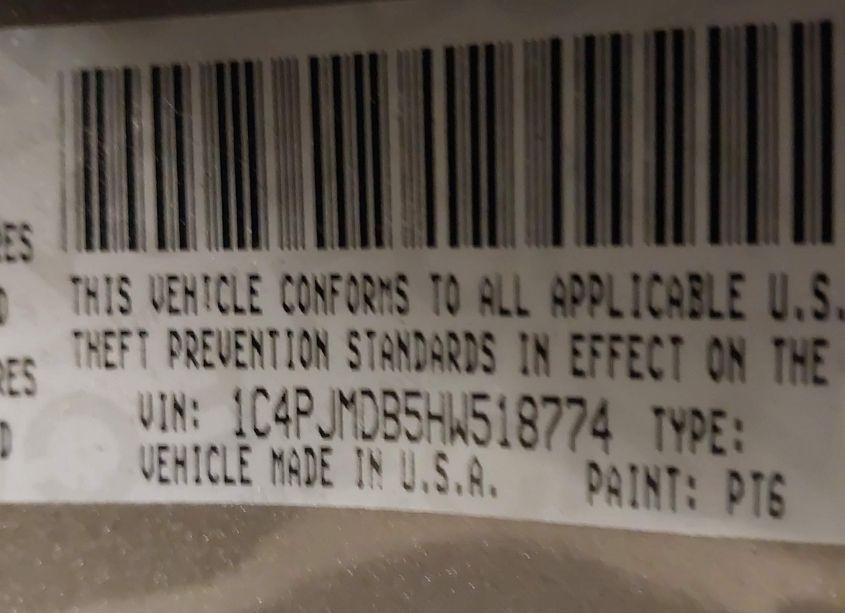 THIS VEHICLE CONFORMS TO ALL APPLICABLE U.S.
THEFT PREVENTION STANDARDS IN EFFECT ON THE
VIN: 1C4PJMDB5HW518774 TYPE:
VEHICLE MADE IN U.S.A. PAINT: PT6